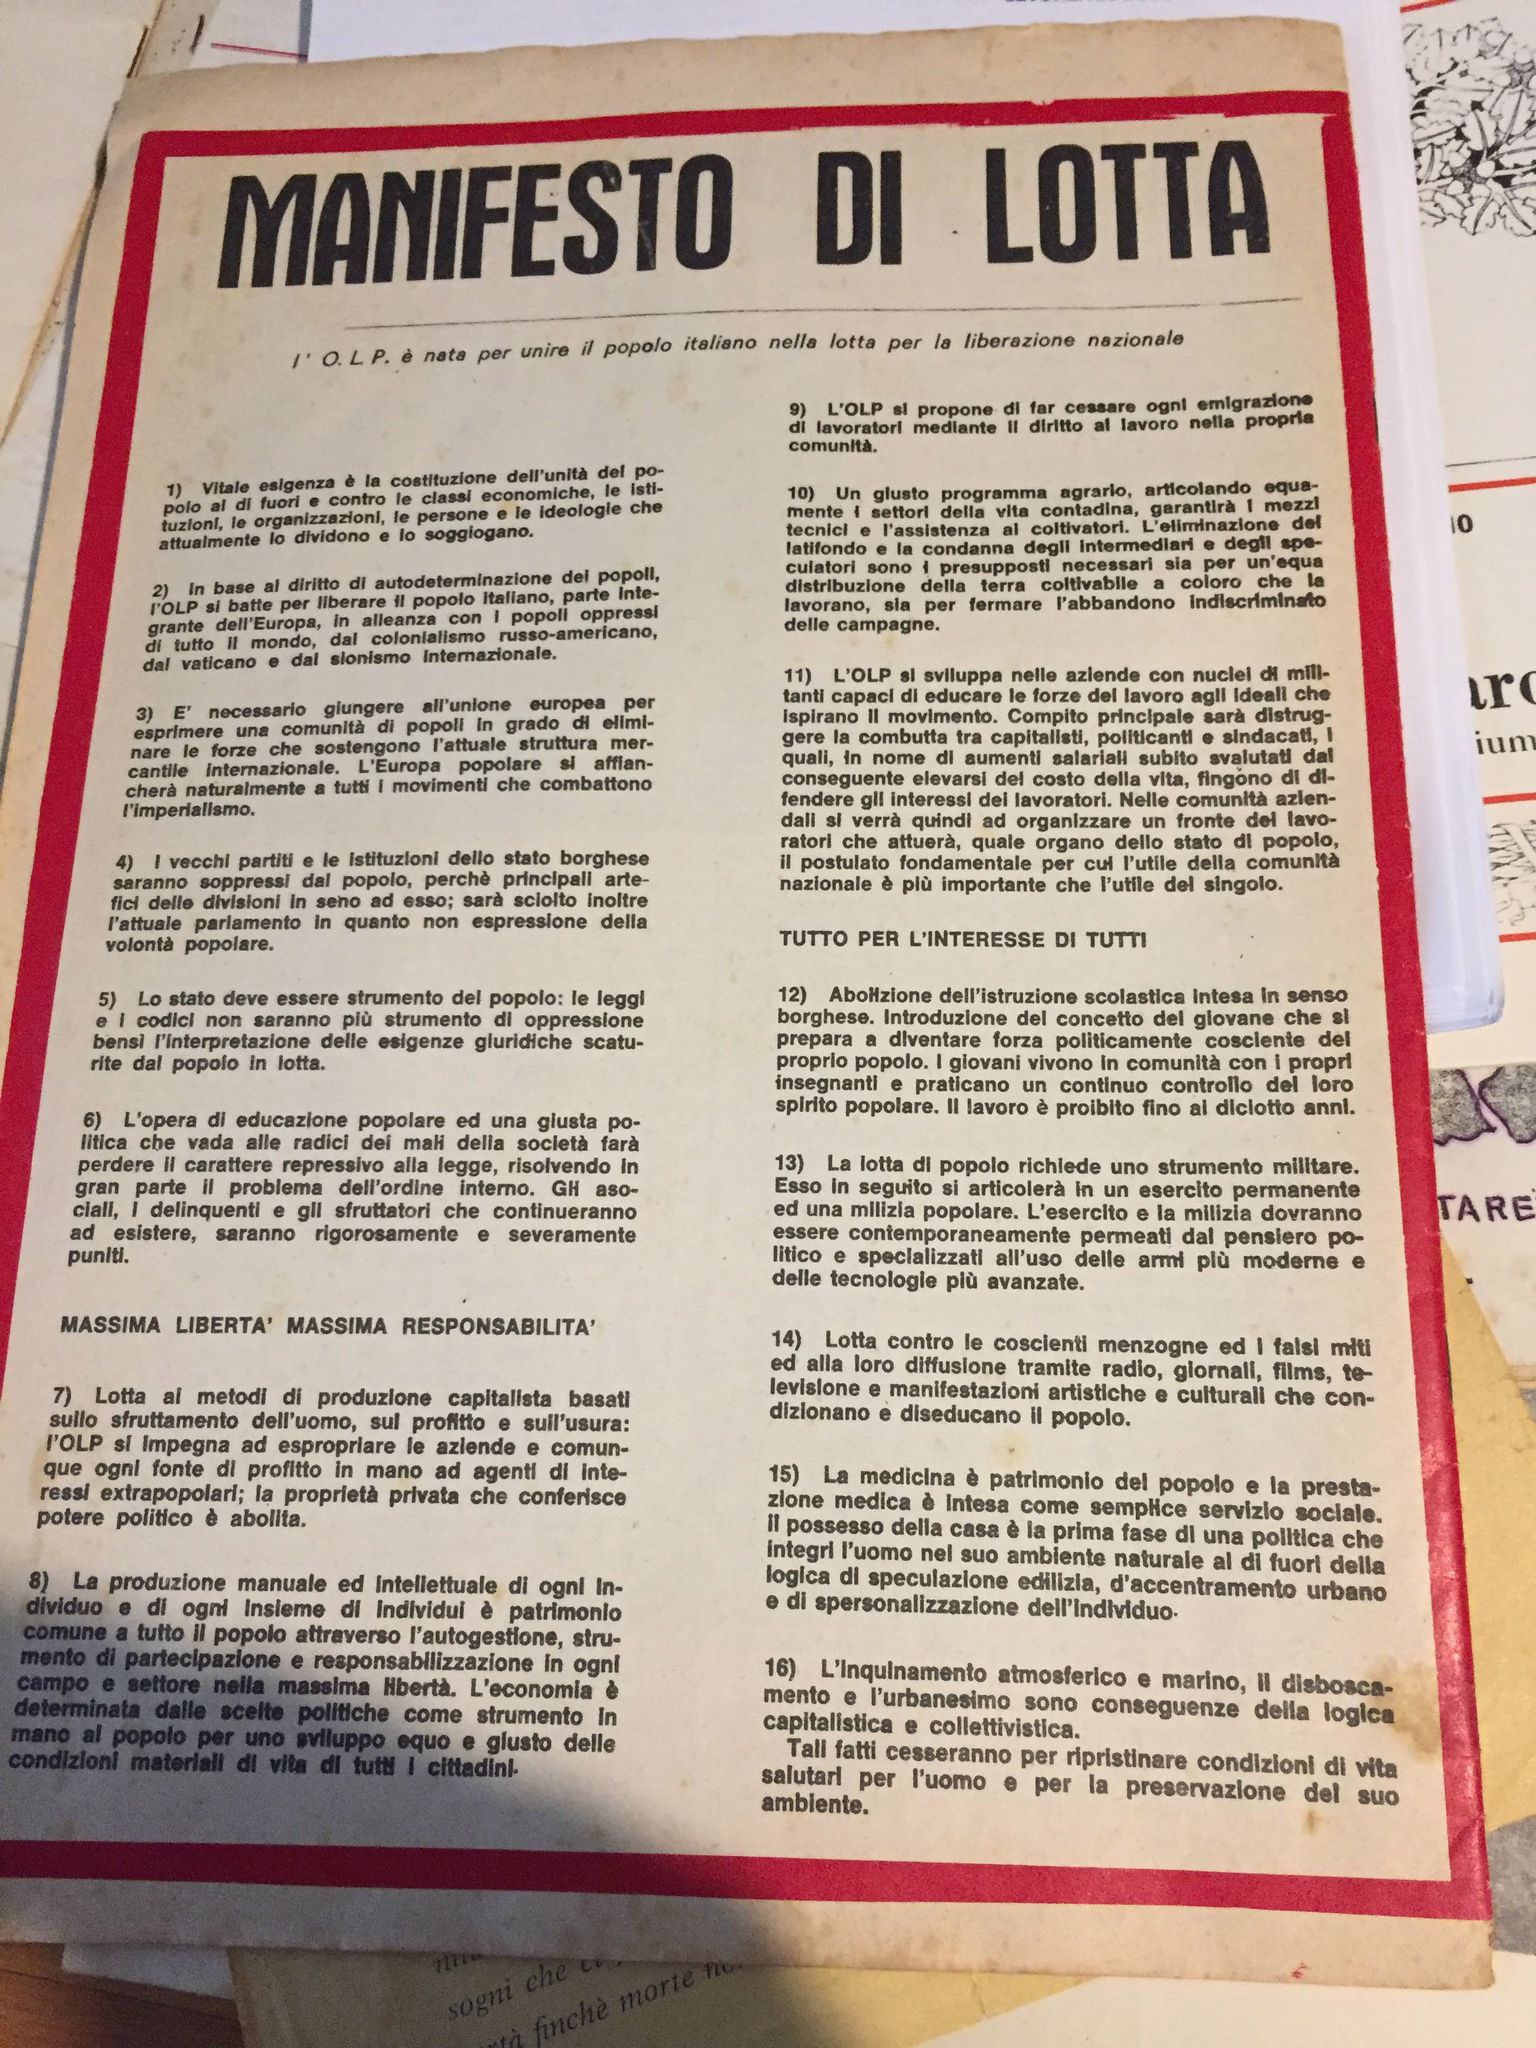 MANIFESTO DI LOTTA
l' O.L.P. è nata per unire il popolo italiano nella lotta per la liberazione nazionale
1) Vitale esigenza è la costituzione dell'unità del po-
polo al di fuori e contro le classi economiche, le isti-
tuzioni, le organizzazioni, le persone e le ideologie che
attualmente lo dividono e lo soggiogano.
2) In base al diritto di autodeterminazione dei popoli,
l'OLP si batte per liberare il popolo italiano, parte inte-
grante dell'Europa, in alleanza con i popoli oppressi
di tutto il mondo, dal colonialismo russo-americano,
dal vaticano e dal sionismo internazionale.
3) E' necessario giungere all'unione europea per
esprimere una comunità di popoli in grado di elimi-
nare le forze che sostengono l'attuale struttura mer-
cantile internazionale. L'Europa popolare si affian-
cherà naturalmente a tutti i movimenti che combattono
l'imperialismo.
4) I vecchi partiti e le istituzioni dello stato borghese
saranno soppressi dal popolo, perchè principali arte-
fici delle divisioni in seno ad esso; sarà sciolto inoltre
l'attuale parlamento in quanto non espressione della
volontà popolare.
5) Lo stato deve essere strumento del popolo: le leggi
e i codici non saranno più strumento di oppressione
bensì l'interpretazione delle esigenze giuridiche scatu-
rite dal popolo in lotta.
6) L'opera di educazione popolare ed una giusta po-
litica che vada alle radici dei mali della società farà
perdere il carattere repressivo alla legge, risolvendo in
gran parte il problema dell'ordine interno. Gli aso-
ciali, i delinquenti e gli sfruttatori che continueranno
ad esistere, saranno rigorosamente e severamente
puniti.
MASSIMA LIBERTA' MASSIMA RESPONSABILITA'
7) Lotta ai metodi di produzione capitalista basati
sullo sfruttamento dell'uomo, sul profitto e sull'usura:
l'OLP si impegna ad espropriare le aziende e comun-
que ogni fonte di profitto in mano ad agenti di inte-
ressi extrapopolari; la proprietà privata che conferisce
potere politico è abolita.
8) La produzione manuale ed intellettuale di ogni in-
dividuo e di ogni insieme di individui è patrimonio
comune a tutto il popolo attraverso l'autogestione, stru-
mento di partecipazione e responsabilizzazione in ogni
campo e settore nella massima libertà. L'economia è
determinata dalle scelte politiche come strumento in
mano al popolo per uno sviluppo equo e giusto delle
condizioni materiali di vita di tutti i cittadini.
9) L'OLP si propone di far cessare ogni emigrazione
di lavoratori mediante il diritto al lavoro nella propria
comunità.
10) Un giusto programma agrario, articolando equa-
mente i settori della vita contadina, garantirà i mezzi
tecnici e l'assistenza ai coltivatori. L'eliminazione del
latifondo e la condanna degli intermediari e degli spe-
culatori sono i presupposti necessari sia per un'equa
distribuzione della terra coltivabile a coloro che la
lavorano, sia per fermare l'abbandono indiscriminato
delle campagne.
11) L'OLP si sviluppa nelle aziende con nuclei di mili-
tanti capaci di educare le forze del lavoro agli ideali che
ispirano il movimento. Compito principale sarà distrug-
gere la combutta tra capitalisti, politicanti e sindacati, i
quali, in nome di aumenti salariali subito svalutati dal
conseguente elevarsi del costo della vita, fingono di di-
fendere gli interessi dei lavoratori. Nelle comunità azien-
dali si verrà quindi ad organizzare un fronte dei lavo-
ratori che attuerà, quale organo dello stato di popolo,
il postulato fondamentale per cui l'utile della comunità
nazionale è più importante che l'utile del singolo.
TUTTO PER L'INTERESSE DI TUTTI
12) Abolizione dell'istruzione scolastica intesa in senso
borghese. Introduzione del concetto del giovane che si
prepara a diventare forza politicamente cosciente del
proprio popolo. I giovani vivono in comunità con i propri
insegnanti e praticano un continuo controllo del loro
spirito popolare. Il lavoro è proibito fino ai diciotto anni.
13) La lotta di popolo richiede uno strumento militare.
Esso in seguito si articolerà in un esercito permanente
ed una milizia popolare. L'esercito e la milizia dovranno
essere contemporaneamente permeati dal pensiero po-
litico e specializzati all'uso delle armi più moderne e
delle tecnologie più avanzate.
14) Lotta contro le coscienti menzogne ed i falsi miti
ed alla loro diffusione tramite radio, giornali, films, te-
levisione e manifestazioni artistiche e culturali che con-
dizionano e diseducano il popolo.
15) La medicina è patrimonio del popolo e la presta-
zione medica è intesa come semplice servizio sociale.
Il possesso della casa è la prima fase di una politica che
integri l'uomo nel suo ambiente naturale al di fuori della
logica di speculazione edilizia, d'accentramento urbano
e di spersonalizzazione dell'individuo.
16) L'inquinamento atmosferico e marino, il disbosca-
mento e l'urbanesimo sono conseguenze della logica
capitalistica e collettivistica.
Tali fatti cesseranno per ripristinare condizioni di vita
salutari per l'uomo e per la preservazione del suo
ambiente.
TARE
sogni che
finchè morte